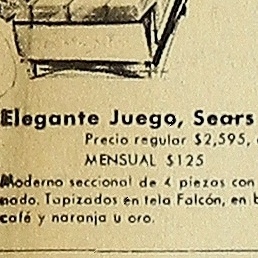 Elegante Juego, Sears
Precio regular $2,595,
MENSUAL $125
Moderno seccional de 4 piezas con
nado. Tapizados en tela Falcón, en b
café y naranja u oro.